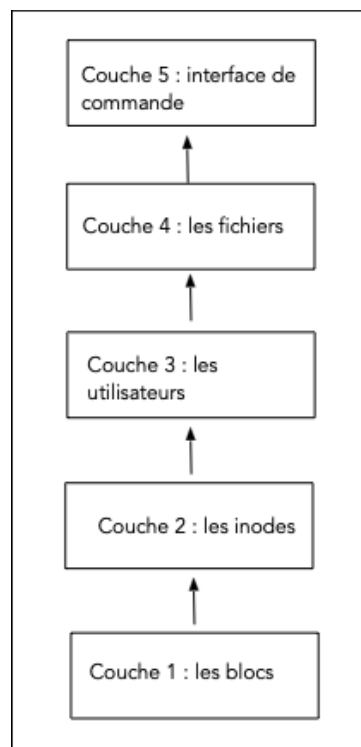 Couche 5 : interface de
commande
Couche 4 : les fichiers
Couche 3 : les
utilisateurs
Couche 2 : les inodes
Couche 1 : les blocs